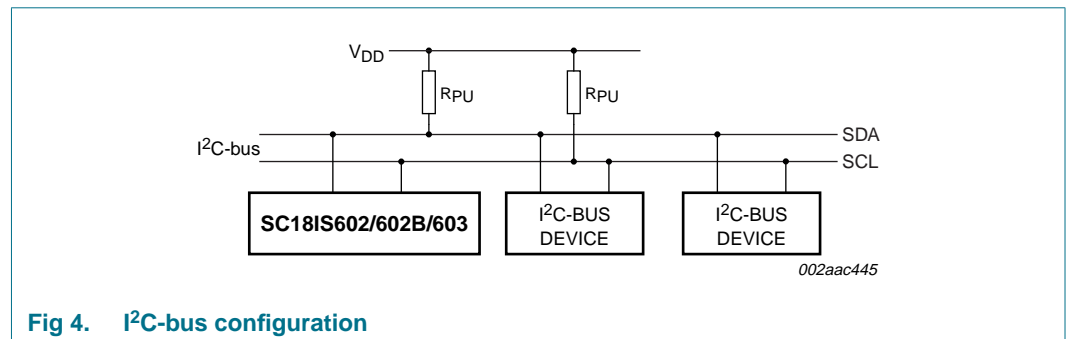 VDD
RPU RPU
SDA
I2C-bus
SCL
SC18IS602/602B/603
I2C-BUS DEVICE
I2C-BUS DEVICE
002aac445
Fig 4. I2C-bus configuration